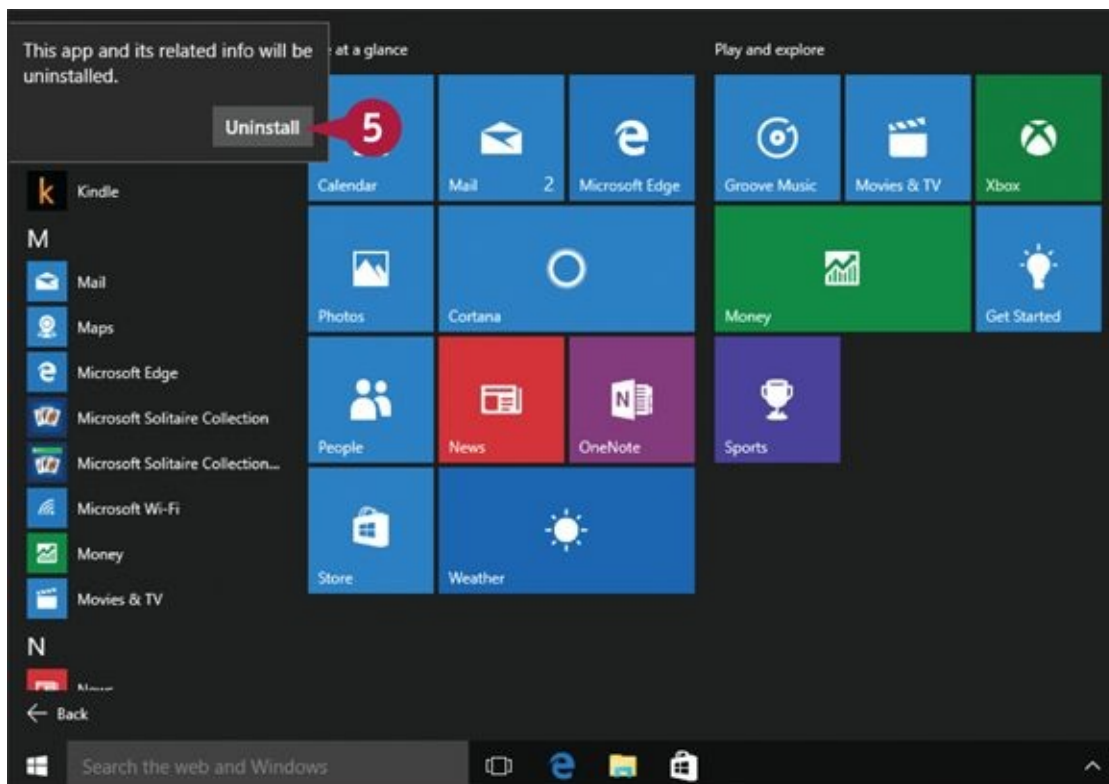 This app and its related info will be
uninstalled.
Uninstall
5
at a glance
Play and explore
Kindle
M
Mail
Maps
Microsoft Edge
Microsoft Solitaire Collection
Microsoft Solitaire Collection...
Microsoft Wi-Fi
Money
Movies & TV
N
News
Back
Calendar
Mail 2
Microsoft Edge
Groove Music
Movies & TV
Xbox
Photos
Cortana
Money
Get Started
People
News
OneNote
Sports
Store
Weather
Search the web and Windows